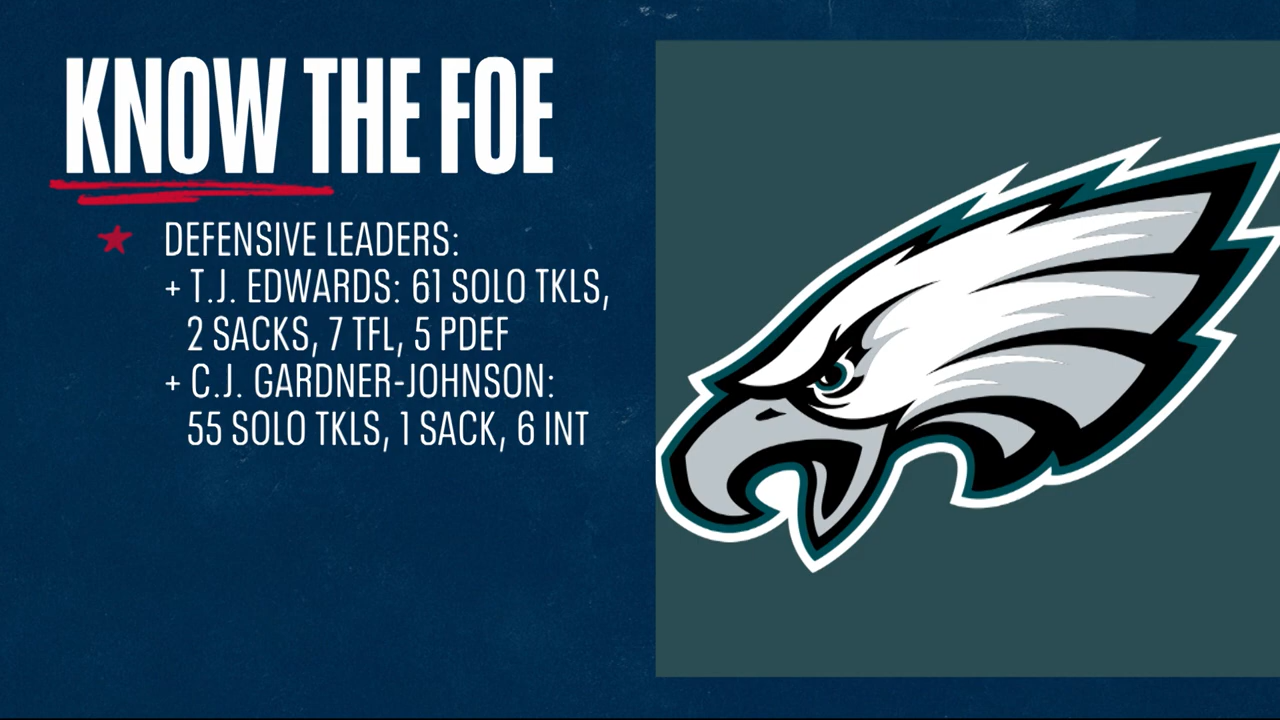 KNOW THE FOE
DEFENSIVE LEADERS:
+ T.J. EDWARDS: 61 SOLO TKLS,
2 SACKS, 7 TFL, 5 PDEF
+ C.J. GARDNER-JOHNSON:
55 SOLO TKLS, 1 SACK, 6 INT